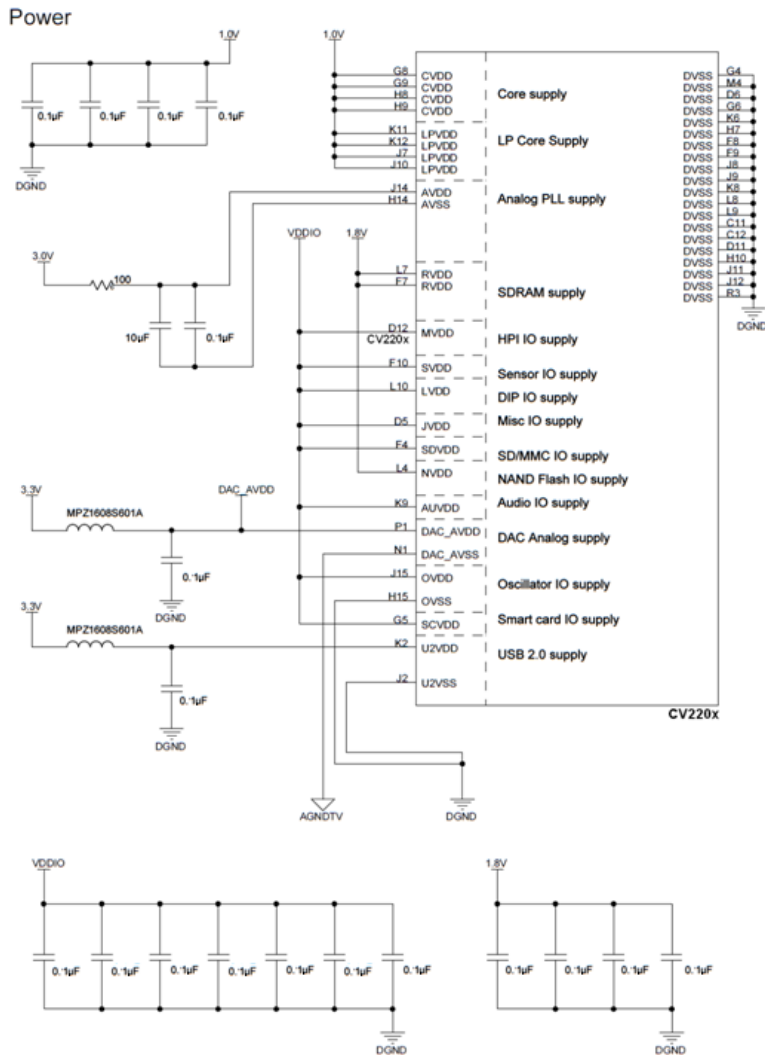 Power
1.0V
0.1µF 0.1µF 0.1µF 0.1µF
DGND
1.0V
G8 CVDD
G9 CVDD
H8 CVDD
H9 CVDD
Core supply
K11 LPVDD
K12 LPVDD
J7 LPVDD
J10 LPVDD
LP Core Supply
J14 AVDD
H14 AVSS
Analog PLL supply
3.0V
100
10µF 0.1µF
VDDIO
1.8V
L7 RVDD
F7 RVDD
SDRAM supply
D12 MVDD
CV220x
HPI IO supply
F10 SVDD
Sensor IO supply
L10 LVDD
DIP IO supply
D5 JVDD
Misc IO supply
F4 SDVDD
SD/MMC IO supply
L4 NVDD
NAND Flash IO supply
K9 AUVDD
Audio IO supply
3.3V
MPZ1608S601A
DAC_AVDD
0.1µF
DGND
P1 DAC_AVDD
N1 DAC_AVSS
DAC Analog supply
J15 OVDD
H15 OVSS
Oscillator IO supply
G5 SCVDD
Smart card IO supply
3.3V
MPZ1608S601A
0.1µF
DGND
K2 U2VDD
J2 U2VSS
USB 2.0 supply
CV220x
AGNDTV
DGND
DVSS G4
DVSS M4
DVSS D6
DVSS G6
DVSS K6
DVSS H7
DVSS F8
DVSS F9
DVSS J8
DVSS J9
DVSS K8
DVSS L8
DVSS L9
DVSS C11
DVSS C12
DVSS D11
DVSS H10
DVSS J11
DVSS J12
DVSS R3
DGND
VDDIO
0.1µF 0.1µF 0.1µF 0.1µF 0.1µF 0.1µF 0.1µF
DGND
1.8V
0.1µF 0.1µF 0.1µF 0.1µF
DGND